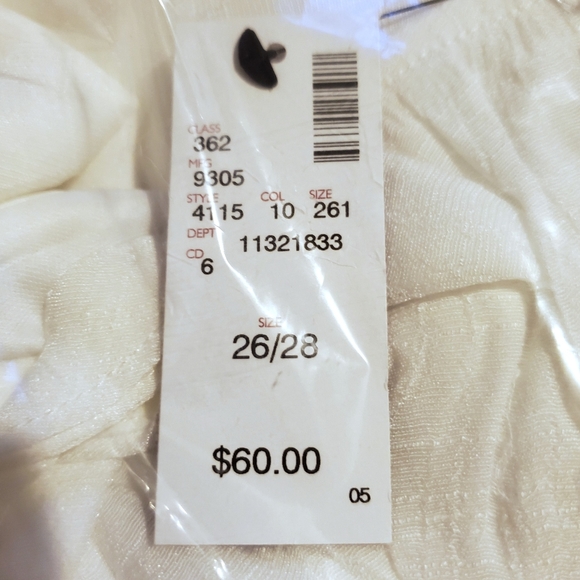 CLASS
362
MFG
9305
STYLE COL SIZE
4115 10 261
DEPT 11321833
CD 6
SIZE
26/28
$60.00
05